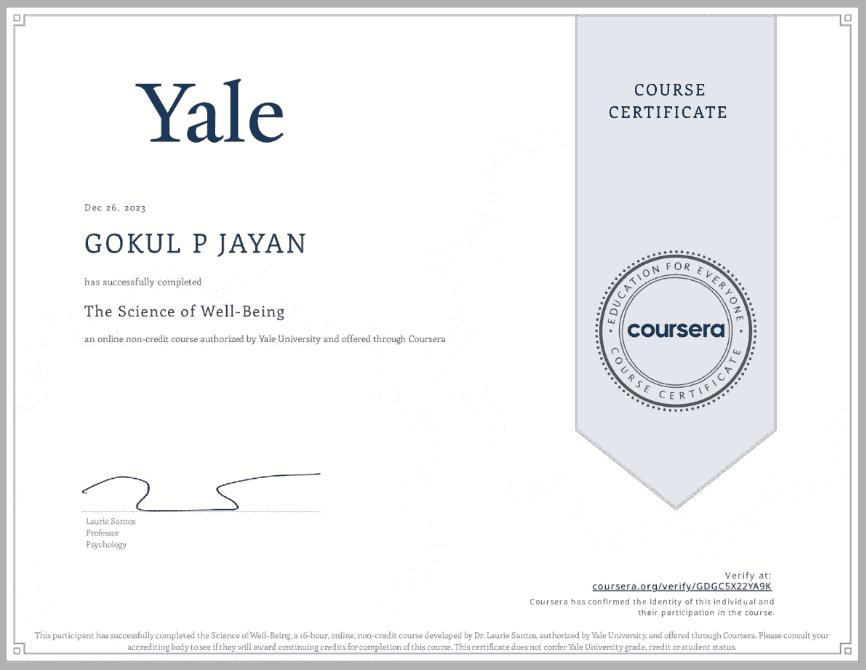 Yale
COURSE
CERTIFICATE
Dec 26, 2023
GOKUL P JAYAN
has successfully completed
The Science of Well-Being
an online non-credit course authorized by Yale University and offered through Coursera
EDUCATION FOR EVERYONE
coursera
COURSE CERTIFICATE
Laurie Santos
Professor
Psychology
Verify at:
coursera.org/verify/GDGC5X22YA9K
Coursera has confirmed the identity of this individual and
their participation in the course.
This participant has successfully completed the Science of Well-Being, a 16-hour, online, non-credit course developed by Dr. Laurie Santos, authorized by Yale University, and offered through Coursera. Please consult your
accrediting body to see if they will award continuing credits for completion of this course. This certificate does not confer Yale University grade, credit or student status.